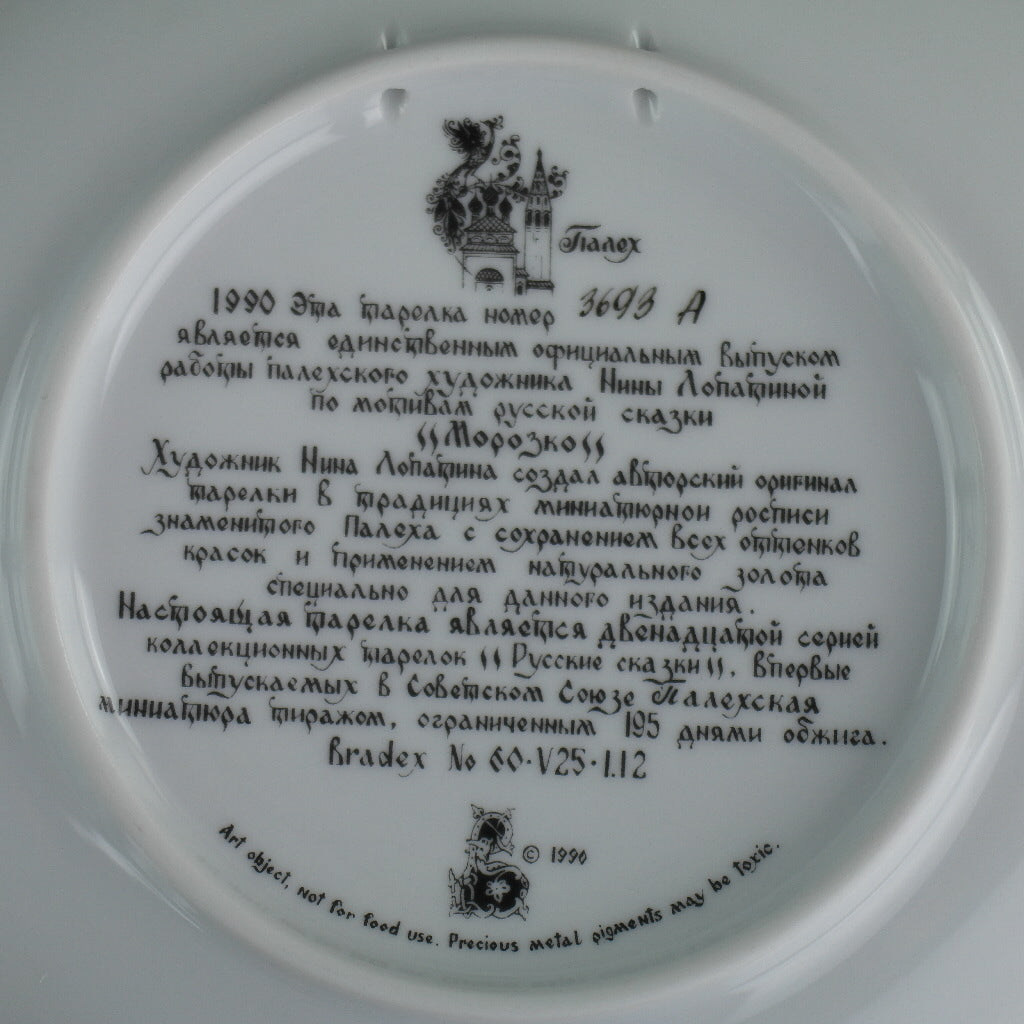 Палех
1990 Эта тарелка номер 3693 А
является единственным официальным выпуском
работы палехского художника Нины Лопатиной
по мотивам русской сказки
"Морозко"
Художник Нина Лопатина создал авторский оригинал
тарелки в традициях миниатюрной росписи
знаменитого Палеха с сохранением всех оттенков
красок и применением натурального золота
специально для данного издания.
Настоящая тарелка является двенадцатой серией
коллекционных тарелок "Русские сказки", впервые
выпускаемых в Советском Союзе Палехская
миниатюра тиражом, ограниченным 195 днями обжига.
Bradex No 60·V25·1.12
© 1990
Art object, not for food use. Precious metal pigments may be toxic.